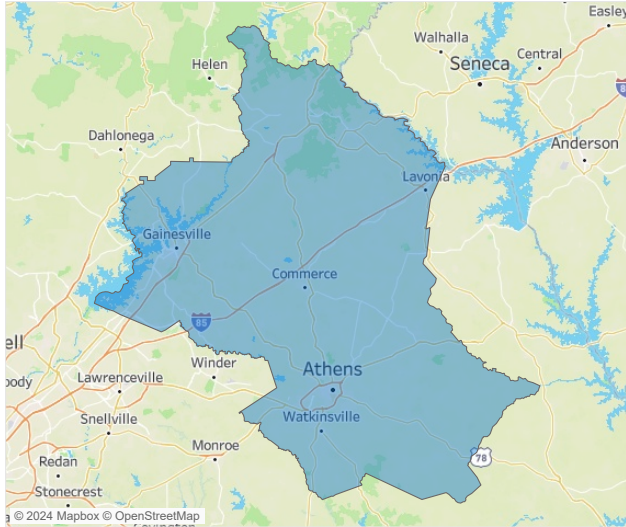 Easley
Walhalla
Central
Helen
Seneca
8
Dahlonega
Anderson
Lavonia
Gainesville
Commerce
85
ell
Winder
Athens
oody
Lawrenceville
Watkinsville
Snellville
Monroe
78
Redan
Stonecrest
© 2024 Mapbox © OpenStreetMap